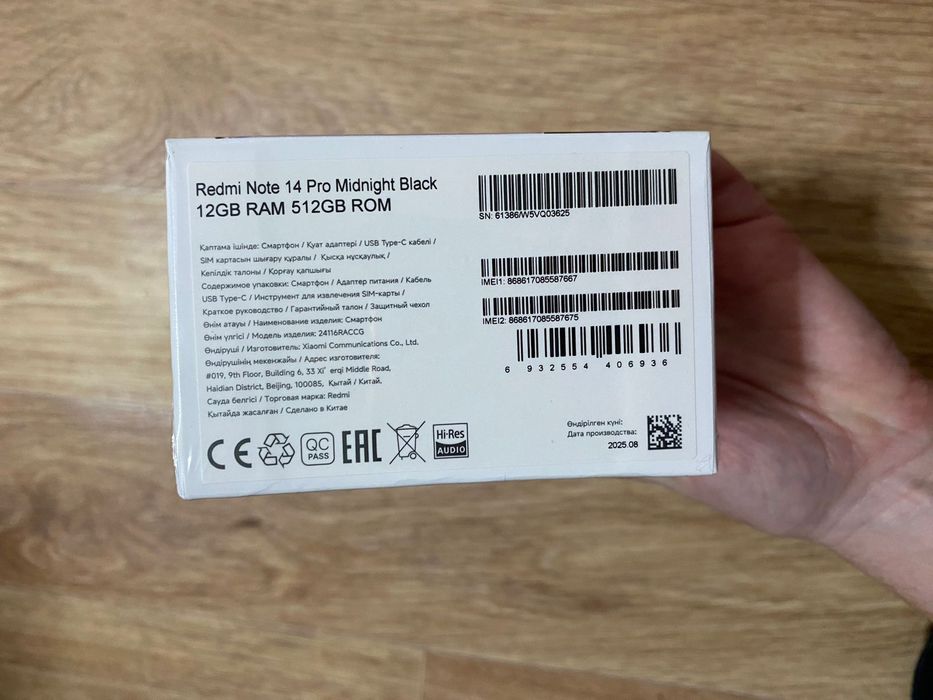 Redmi Note 14 Pro Midnight Black
12GB RAM 512GB ROM
Қаптама ішінде: Смартфон / Қуат адаптері / USB Type-C кабелі /
SIM картасын шығару құралы / Қысқа нұсқаулық /
Кепілдік талоны / Қорғау қапшығы
Содержимое упаковки: Смартфон / Адаптер питания / Кабель
USB Type-C / Инструмент для извлечения SIM-карты /
Краткое руководство / Гарантийный талон / Защитный чехол
Өнім атауы / Наименование изделия: Смартфон
Өнім үлгісі / Модель изделия: 24116RACCG
Өндіруші / Изготовитель: Xiaomi Communications Co., Ltd.
Өндірушінің мекенжайы / Адрес изготовителя:
#019, 9th Floor, Building 6, 33 Xi' erqi Middle Road,
Haidian District, Beijing, 100085, Қытай / Китай.
Сауда белгісі / Торговая марка: Redmi
Қытайда жасалған / Сделано в Китае
CE
QC
PASS
EAC
Hi-Res
AUDIO
SN: 61386/W5VQ03625
IMEI1: 868617085587667
IMEI2: 868617085587675
6 932554 406936
Өндірілген күні:
Дата производства:
2025.08